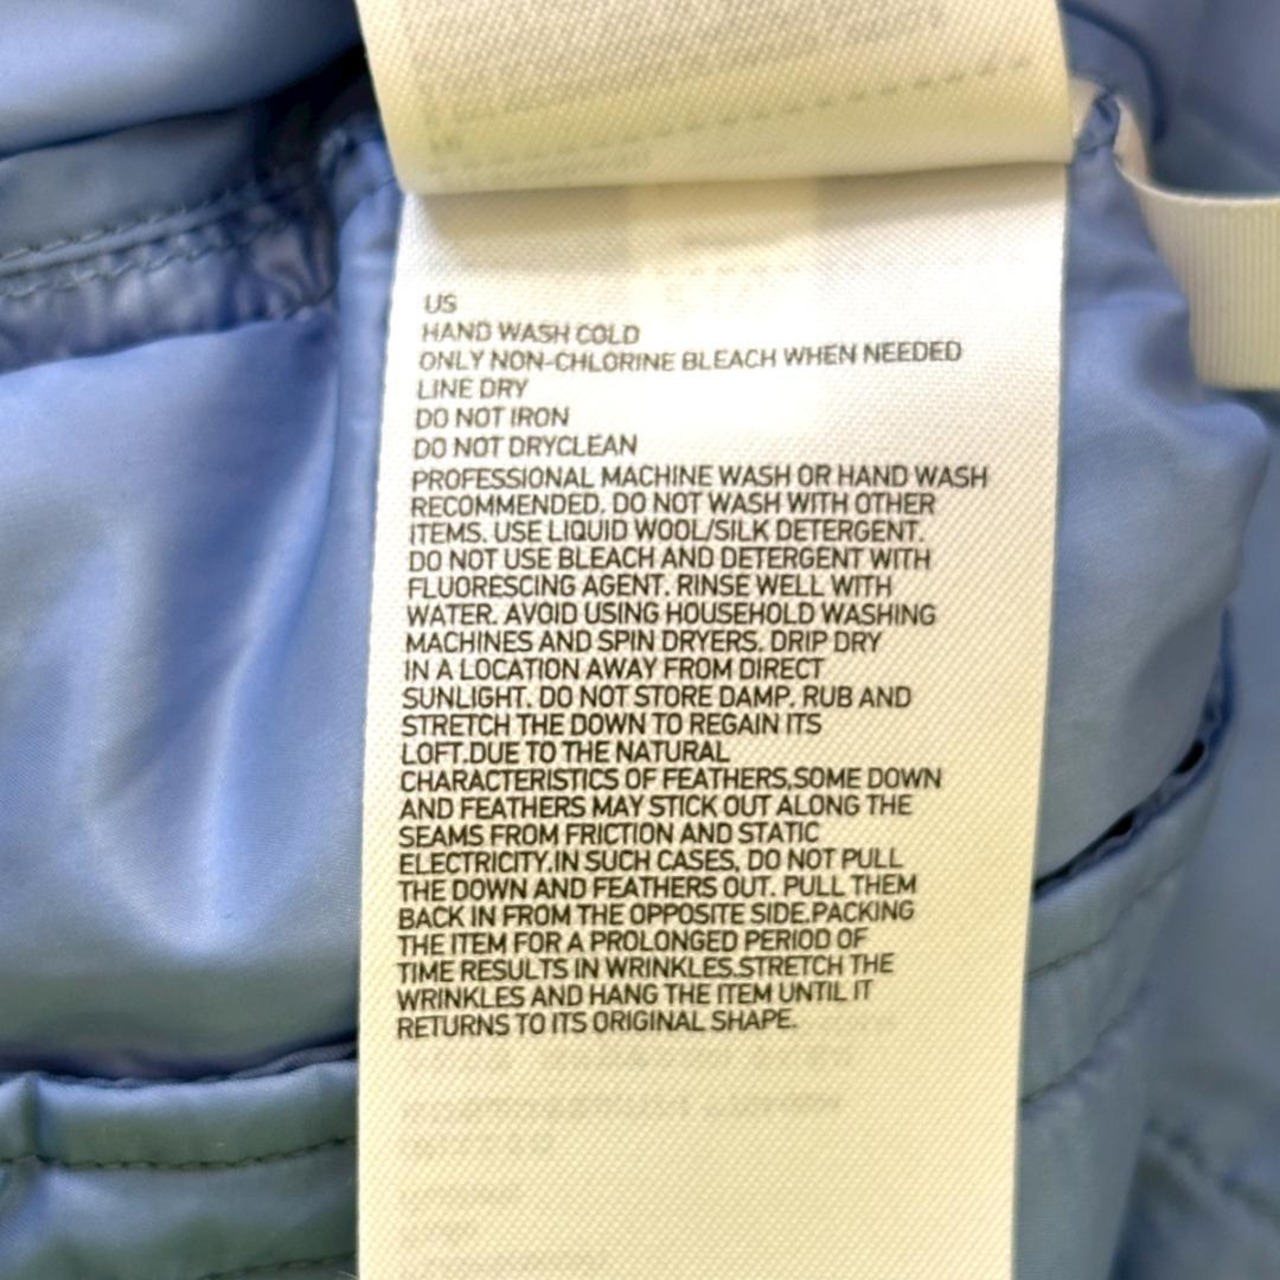 US
HAND WASH COLD
ONLY NON-CHLORINE BLEACH WHEN NEEDED
LINE DRY
DO NOT IRON
DO NOT DRYCLEAN
PROFESSIONAL MACHINE WASH OR HAND WASH
RECOMMENDED. DO NOT WASH WITH OTHER
ITEMS. USE LIQUID WOOL/SILK DETERGENT.
DO NOT USE BLEACH AND DETERGENT WITH
FLUORESCING AGENT. RINSE WELL WITH
WATER. AVOID USING HOUSEHOLD WASHING
MACHINES AND SPIN DRYERS. DRIP DRY
IN A LOCATION AWAY FROM DIRECT
SUNLIGHT. DO NOT STORE DAMP. RUB AND
STRETCH THE DOWN TO REGAIN ITS
LOFT.DUE TO THE NATURAL
CHARACTERISTICS OF FEATHERS,SOME DOWN
AND FEATHERS MAY STICK OUT ALONG THE
SEAMS FROM FRICTION AND STATIC
ELECTRICITY.IN SUCH CASES, DO NOT PULL
THE DOWN AND FEATHERS OUT. PULL THEM
BACK IN FROM THE OPPOSITE SIDE.PACKING
THE ITEM FOR A PROLONGED PERIOD OF
TIME RESULTS IN WRINKLES.STRETCH THE
WRINKLES AND HANG THE ITEM UNTIL IT
RETURNS TO ITS ORIGINAL SHAPE.